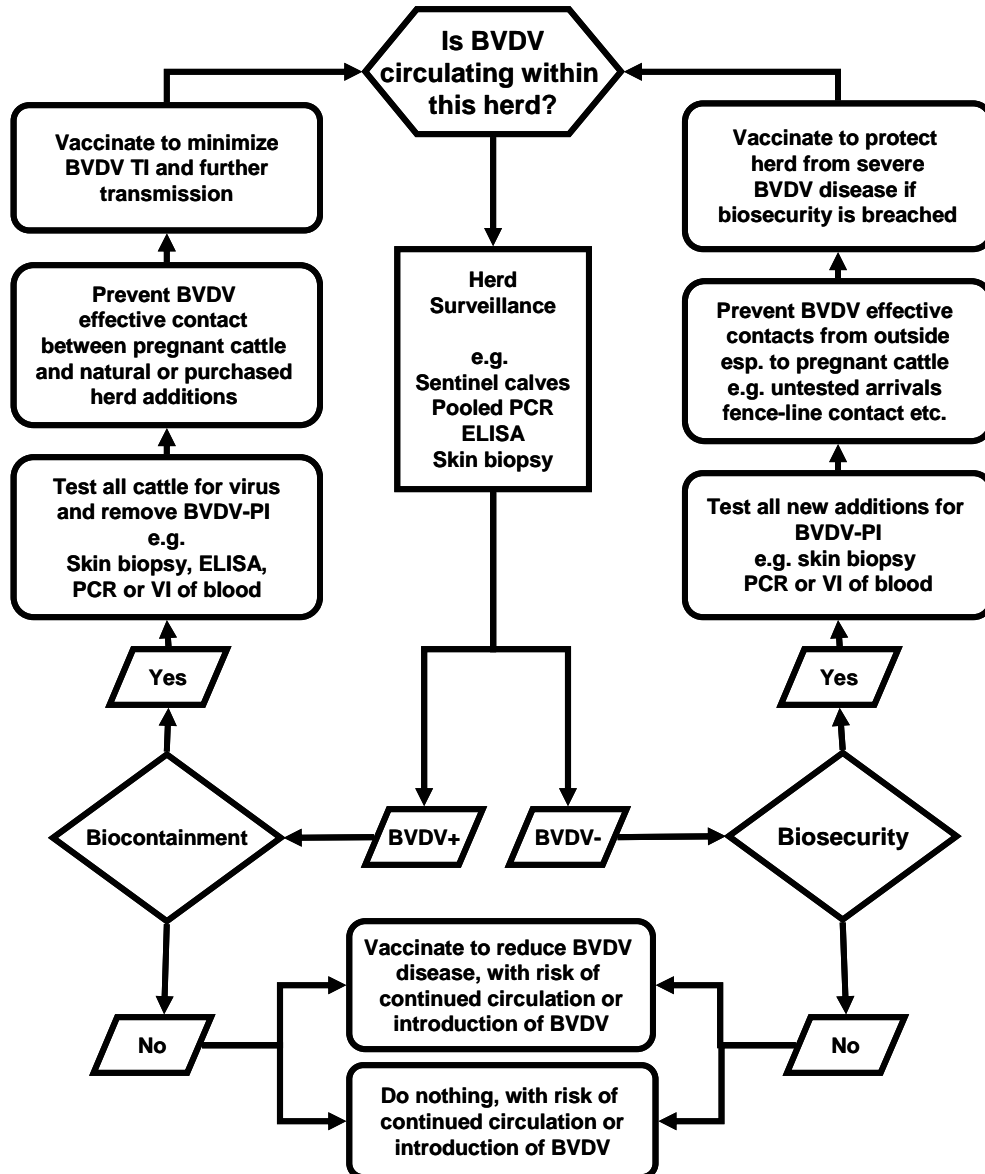 Is BVDV
circulating within
this herd?
Vaccinate to minimize
BVDV TI and further
transmission
Vaccinate to protect
herd from severe
BVDV disease if
biosecurity is breached
Herd
Surveillance
e.g.
Sentinel calves
Pooled PCR
ELISA
Skin biopsy
Prevent BVDV
effective contact
between pregnant cattle
and natural or purchased
herd additions
Prevent BVDV effective
contacts from outside
esp. to pregnant cattle
e.g. untested arrivals
fence-line contact etc.
Test all cattle for virus
and remove BVDV-PI
e.g.
Skin biopsy, ELISA,
PCR or VI of blood
Test all new additions for
BVDV-PI
e.g. skin biopsy
PCR or VI of blood
Yes
Yes
Biocontainment
BVDV+
BVDV-
Biosecurity
Vaccinate to reduce BVDV
disease, with risk of
continued circulation or
introduction of BVDV
No
No
Do nothing, with risk of
continued circulation or
introduction of BVDV